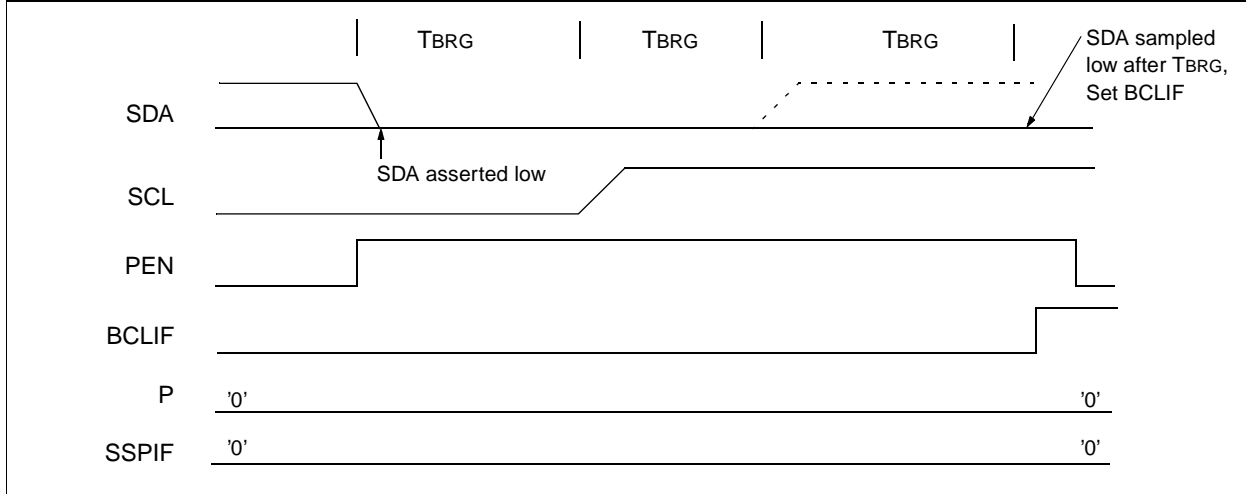 TBRG TBRG TBRG
SDA sampled
low after TBRG,
Set BCLIF
SDA
SDA asserted low
SCL
PEN
BCLIF
P '0' '0'
SSPIF '0' '0'